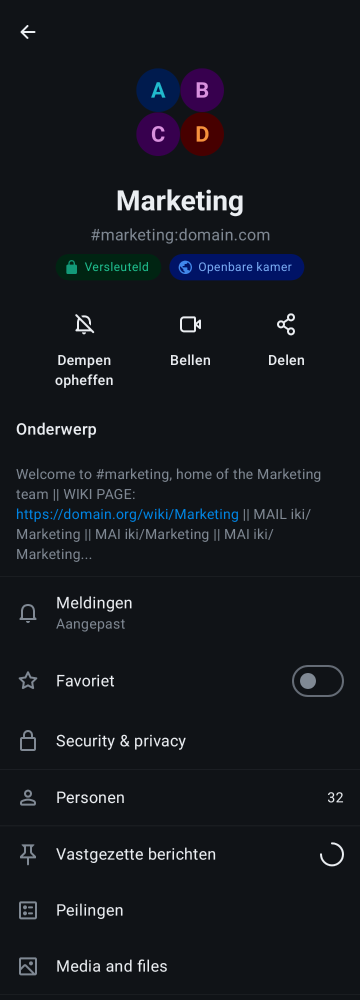 A B
C D
Marketing
#marketing:domain.com
Versleuteld Openbare kamer
Dempen opheffen Bellen Delen
Onderwerp
Welcome to #marketing, home of the Marketing
team || WIKI PAGE:
https://domain.org/wiki/Marketing || MAIL iki/
Marketing || MAI iki/Marketing || MAI iki/
Marketing...
Meldingen
Aangepast
Favoriet
Security & privacy
Personen 32
Vastgezette berichten
Peilingen
Media and files